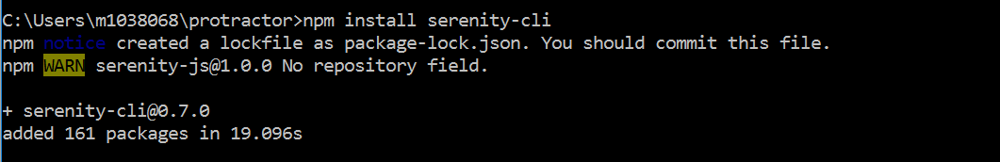 C:\Users\m1038068\protractor>npm install serenity-cli
npm notice created a lockfile as package-lock.json. You should commit this file.
npm WARN serenity-js@1.0.0 No repository field.
+ serenity-cli@0.7.0
added 161 packages in 19.096s